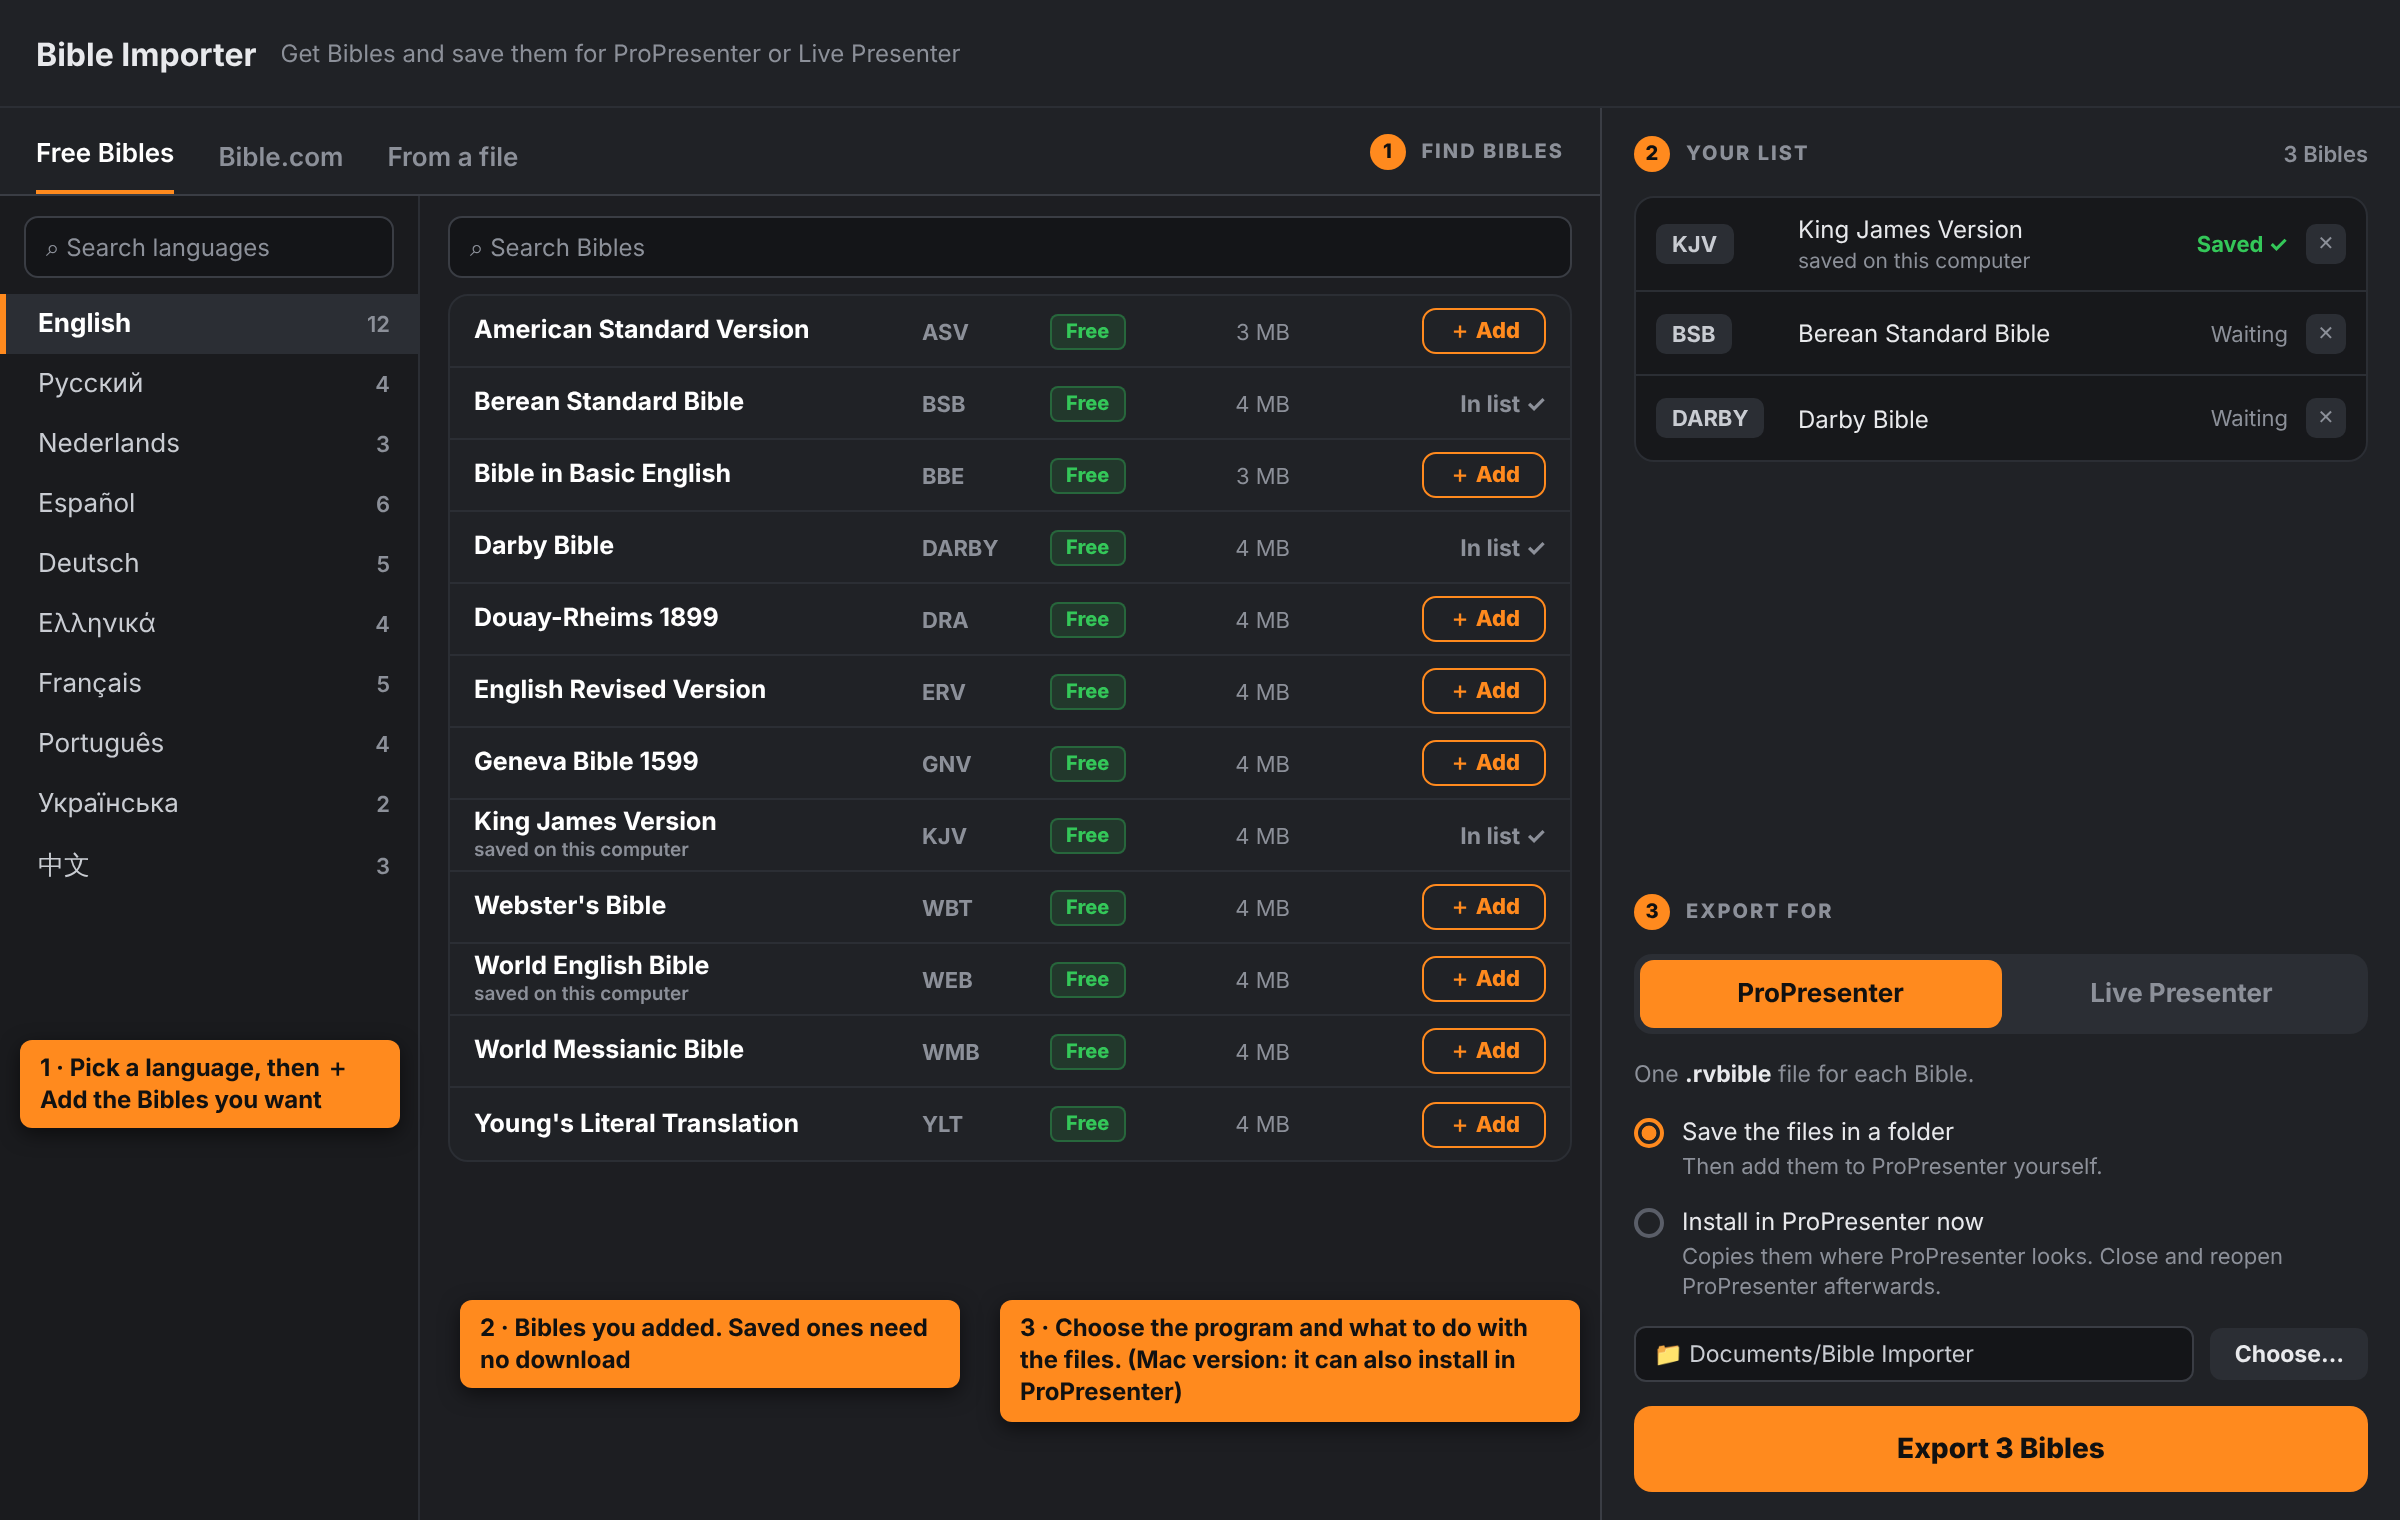 Bible Importer Get Bibles and save them for ProPresenter or Live Presenter
Free Bibles Bible.com From a file
1 FIND BIBLES
Search languages
English 12
Русский 4
Nederlands 3
Español 6
Deutsch 5
Ελληνικά 4
Français 5
Português 4
Українська 2
中文 3
1 · Pick a language, then +
Add the Bibles you want
Search Bibles
American Standard Version ASV Free 3 MB + Add
Berean Standard Bible BSB Free 4 MB In list ✓
Bible in Basic English BBE Free 3 MB + Add
Darby Bible DARBY Free 4 MB In list ✓
Douay-Rheims 1899 DRA Free 4 MB + Add
English Revised Version ERV Free 4 MB + Add
Geneva Bible 1599 GNV Free 4 MB + Add
King James Version KJV Free 4 MB In list ✓
saved on this computer
Webster's Bible WBT Free 4 MB + Add
World English Bible WEB Free 4 MB + Add
saved on this computer
World Messianic Bible WMB Free 4 MB + Add
Young's Literal Translation YLT Free 4 MB + Add
2 · Bibles you added. Saved ones need
no download
3 · Choose the program and what to do with
the files. (Mac version: it can also install in
ProPresenter)
2 YOUR LIST 3 Bibles
KJV King James Version Saved ✓ ×
saved on this computer
BSB Berean Standard Bible Waiting ×
DARBY Darby Bible Waiting ×
3 EXPORT FOR
ProPresenter Live Presenter
One .rvbible file for each Bible.
Save the files in a folder
Then add them to ProPresenter yourself.
Install in ProPresenter now
Copies them where ProPresenter looks. Close and reopen
ProPresenter afterwards.
📁 Documents/Bible Importer Choose...
Export 3 Bibles